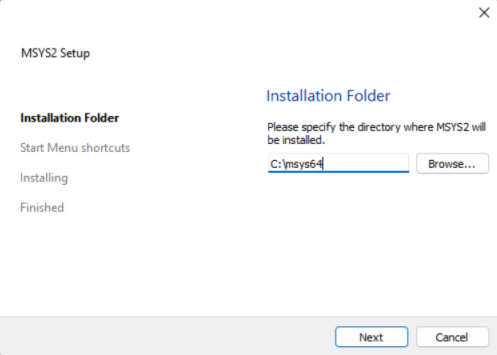 MSYS2 Setup
Installation Folder
Start Menu shortcuts
Installing
Finished
Installation Folder
Please specify the directory where MSYS2 will
be installed.
C:\msys64
Browse...
Next
Cancel